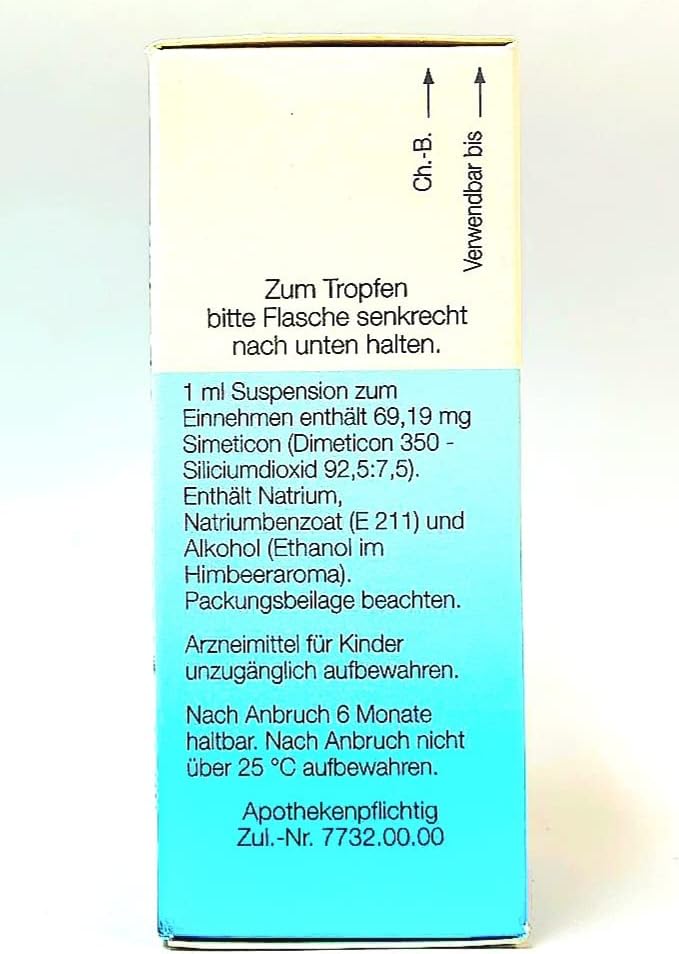 Ch.-B.
Verwendbar bis
Zum Tropfen
bitte Flasche senkrecht
nach unten halten.
1 ml Suspension zum
Einnehmen enthält 69,19 mg
Simeticon (Dimeticon 350 -
Siliciumdioxid 92,5:7,5).
Enthält Natrium,
Natriumbenzoat (E 211) und
Alkohol (Ethanol im
Himbeeraroma).
Packungsbeilage beachten.
Arzneimittel für Kinder
unzugänglich aufbewahren.
Nach Anbruch 6 Monate
haltbar. Nach Anbruch nicht
über 25 °C aufbewahren.
Apothekenpflichtig
Zul.-Nr. 7732.00.00